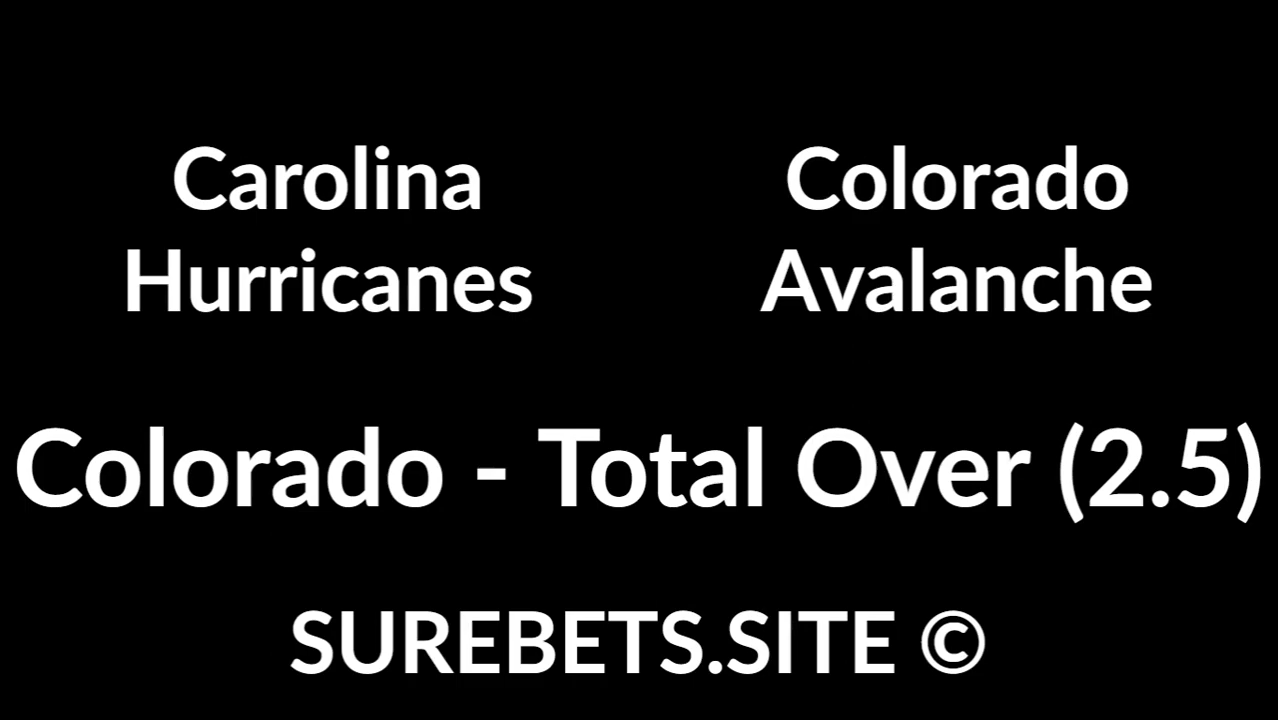 Carolina
Hurricanes
Colorado
Avalanche
Colorado - Total Over (2.5)
SUREBETS.SITE ©